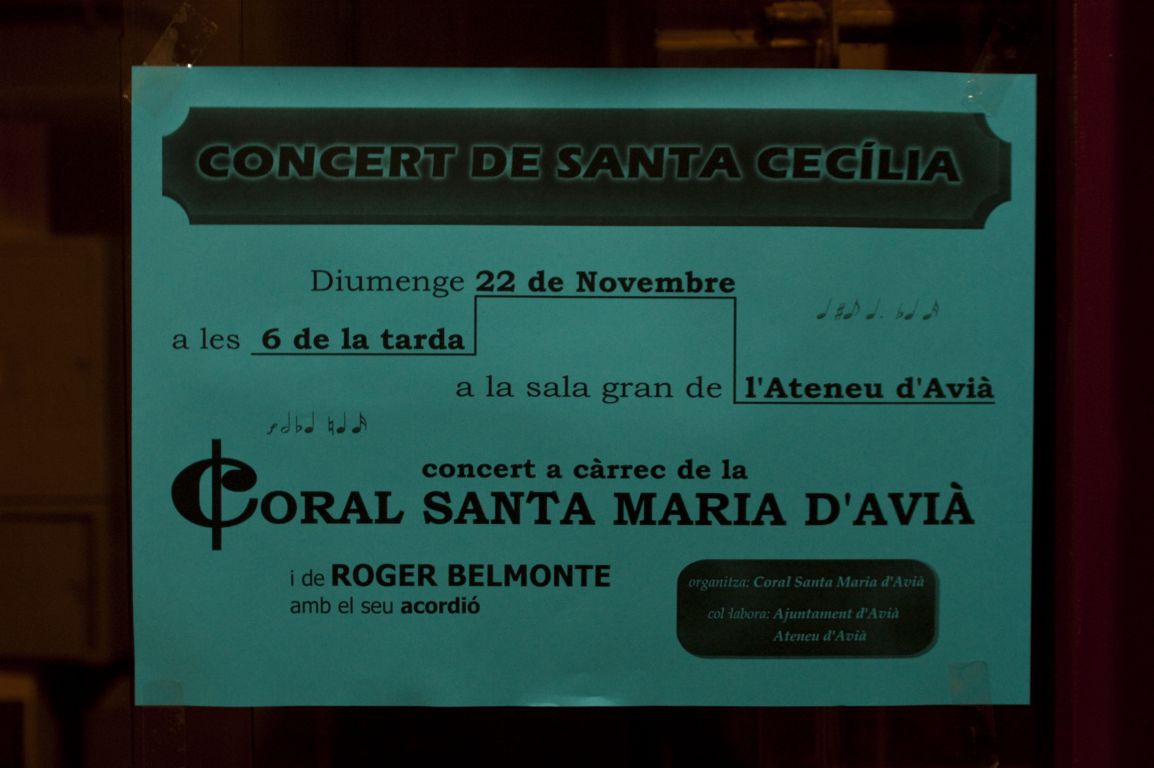 CONCERT DE SANTA CECÍLIA
Diumenge 22 de Novembre
a les 6 de la tarda
a la sala gran de l'Ateneu d'Avià
concert a càrrec de la
CORAL SANTA MARIA D'AVIÀ
i de ROGER BELMONTE
amb el seu acordió
organitza: Coral Santa Maria d'Avià
col·labora: Ajuntament d'Avià
Ateneu d'Avià